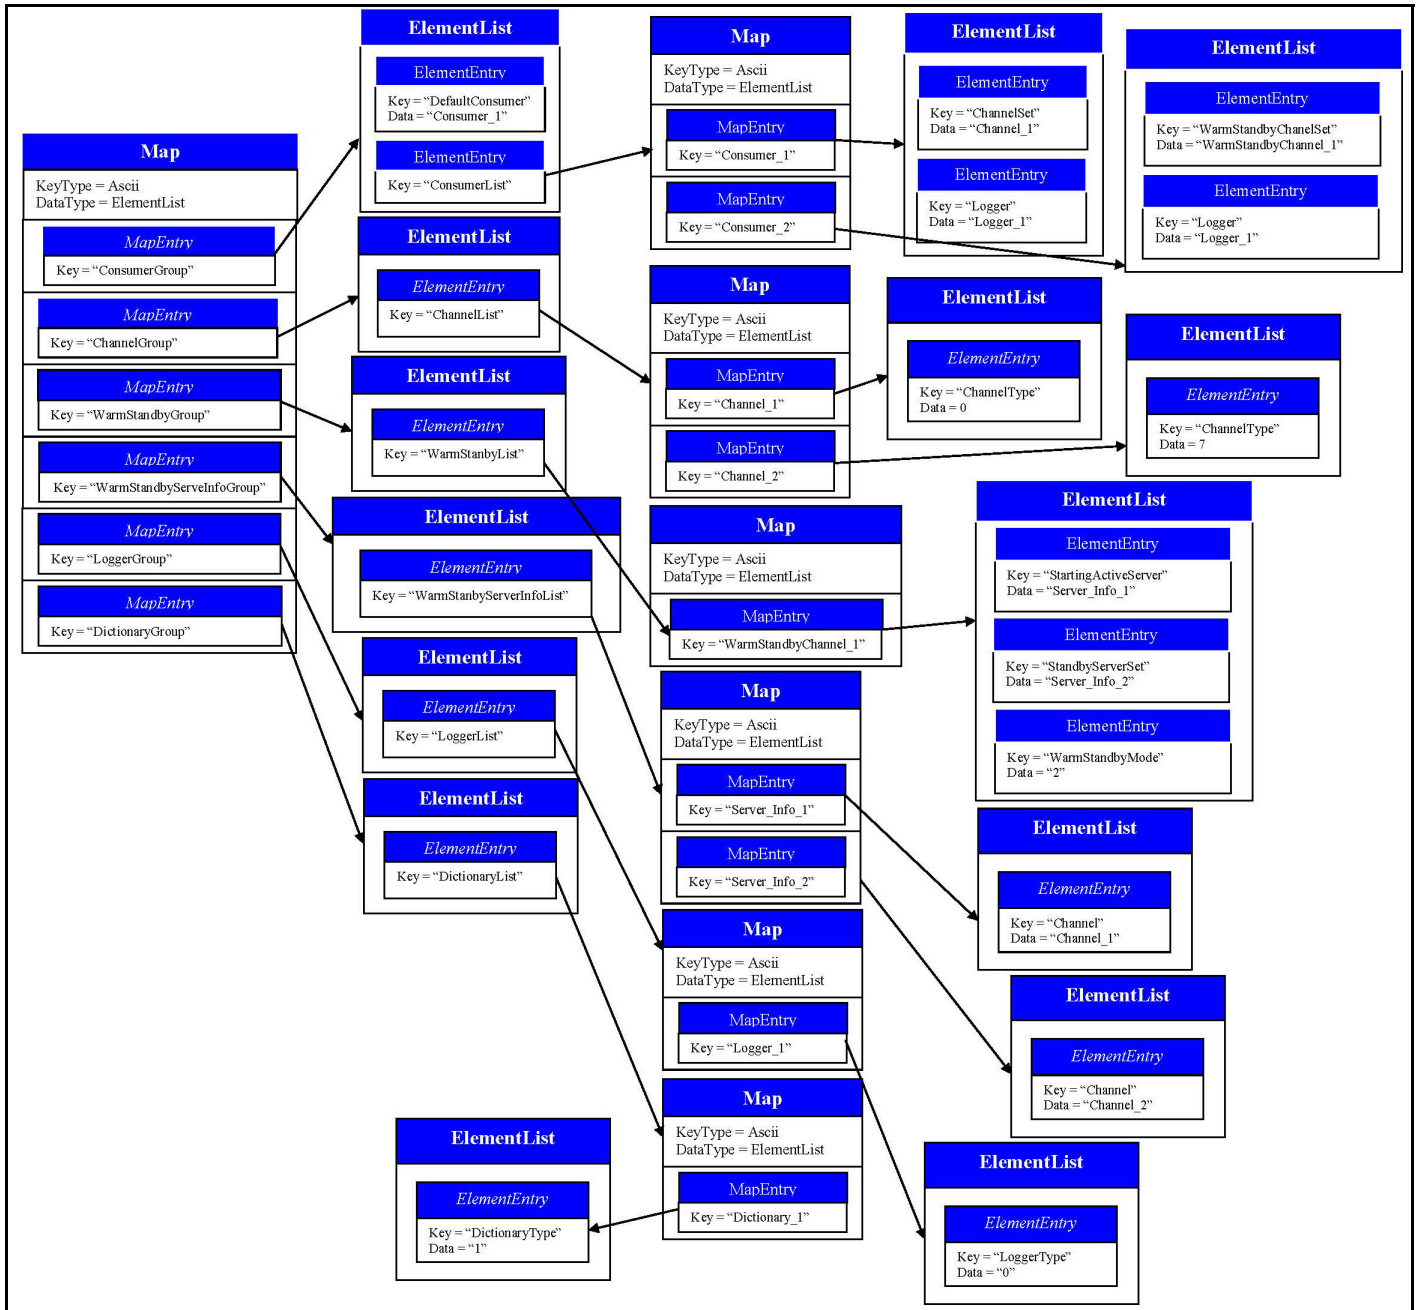 Map
KeyType = Ascii
DataType = ElementList
MapEntry
Key = “ConsumerGroup”
MapEntry
Key = “ChannelGroup”
MapEntry
Key = “WarmStandbyGroup”
MapEntry
Key = “WarmStandbyServeInfoGroup”
MapEntry
Key = “LoggerGroup”
MapEntry
Key = “DictionaryGroup”
ElementList
ElementEntry
Key = “DefaultConsumer”
Data = “Consumer_1”
ElementEntry
Key = “ConsumerList”
ElementList
ElementEntry
Key = “ChannelList”
ElementList
ElementEntry
Key = “WarmStanbyList”
ElementList
ElementEntry
Key = “WarmStanbyServerInfoList”
ElementList
ElementEntry
Key = “LoggerList”
ElementList
ElementEntry
Key = “DictionaryList”
ElementList
ElementEntry
Key = “DictionaryType”
Data = “1”
Map
KeyType = Ascii
DataType = ElementList
MapEntry
Key = “Consumer_1”
MapEntry
Key = “Consumer_2”
Map
KeyType = Ascii
DataType = ElementList
MapEntry
Key = “Channel_1”
MapEntry
Key = “Channel_2”
Map
KeyType = Ascii
DataType = ElementList
MapEntry
Key = “WarmStandbyChannel_1”
Map
KeyType = Ascii
DataType = ElementList
MapEntry
Key = “Server_Info_1”
MapEntry
Key = “Server_Info_2”
Map
KeyType = Ascii
DataType = ElementList
MapEntry
Key = “Logger_1”
Map
KeyType = Ascii
DataType = ElementList
MapEntry
Key = “Dictionary_1”
ElementList
ElementEntry
Key = “ChannelSet”
Data = “Channel_1”
ElementEntry
Key = “Logger”
Data = “Logger_1”
ElementList
ElementEntry
Key = “WarmStandbyChanelSet”
Data = “WarmStandbyChannel_1”
ElementEntry
Key = “Logger”
Data = “Logger_1”
ElementList
ElementEntry
Key = “ChannelType”
Data = 0
ElementList
ElementEntry
Key = “ChannelType”
Data = 7
ElementList
ElementEntry
Key = “StartingActiveServer”
Data = “Server_Info_1”
ElementEntry
Key = “StandbyServerSet”
Data = “Server_Info_2”
ElementEntry
Key = “WarmStandbyMode”
Data = “2”
ElementList
ElementEntry
Key = “Channel”
Data = “Channel_1”
ElementList
ElementEntry
Key = “Channel”
Data = “Channel_2”
ElementList
ElementEntry
Key = “LoggerType”
Data = “0”